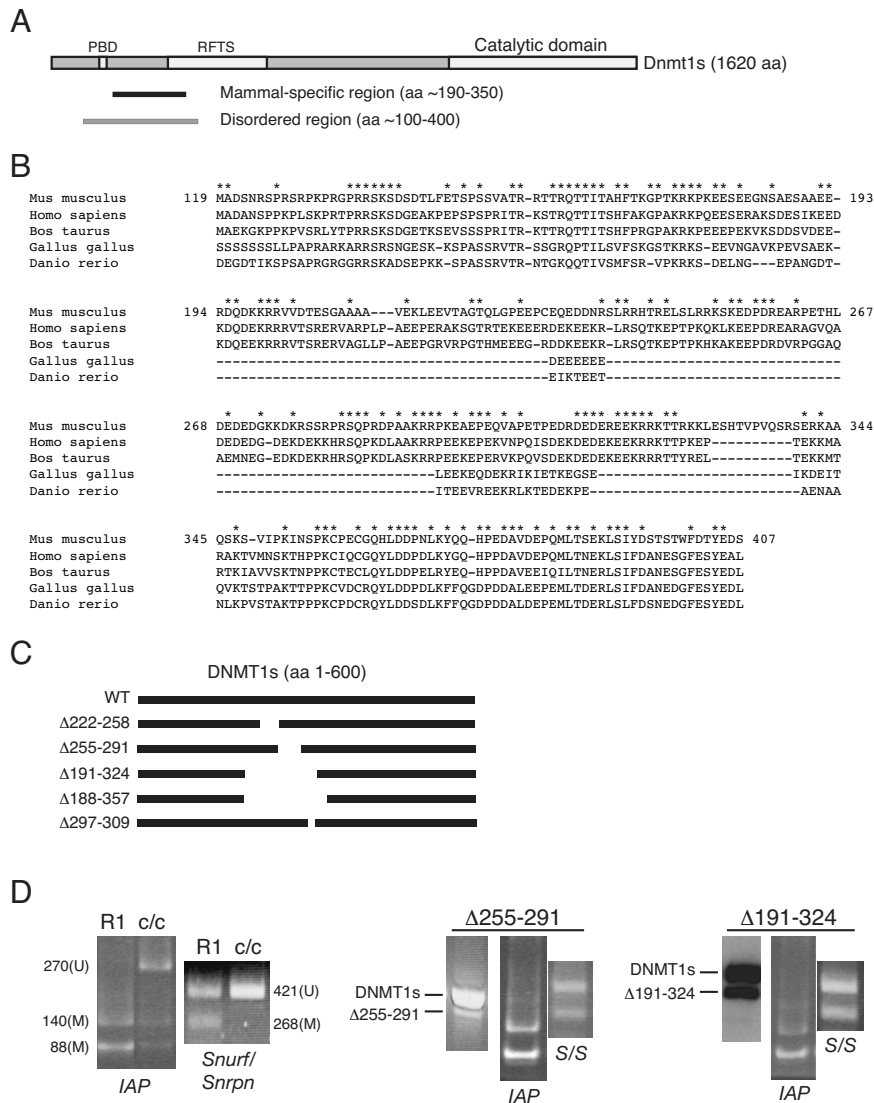 A
PBD RFTS Catalytic domain
Dnmt1s (1620 aa)
Mammal-specific region (aa ~190-350)
Disordered region (aa ~100-400)
B
Mus musculus 119 MADSNRSPRSRPKPRGPRRSKSDSDTLFETSPSSVATR-RTTRQTTITAHFTKGPTKRKPKEESEEGNSAESAAEE- 193
Homo sapiens MADANSPPKPLSKPRTPRRSKSDGEAKPEPSPSPRITR-KSTRQTTITSHFAKGPAKRKPQEESERAKSDESIKEED
Bos taurus MAEKGKPPKPVSRLYTPRRSKSDGETKSEVSSSPRITR-KTTRQTTITSHFPRGPAKRKPEEEPEKVKSDDSVDEE-
Gallus gallus SSSSSSSLLPAPRARKARRSRSNGESK-KSPASSRVTR-SSGRQPTILSVFSKGSTKRKS-EEVNGAVKPEVSAEK-
Danio rerio DEGDTIKSPSAPRGRGGRRSKADSEPKK-SPASSRVTR-NTGKQQTIVSMFSR-VPKRKS-DELNG---EPANGDT-
Mus musculus 194 RDQDKKRRVVDTESGAAAA---VEKLEEVTAGTQLGPEEPCEQEDDNRSLRRHTRELSLRRKSKEDPDREARPETHL 267
Homo sapiens KDQDEKRRRVTSRERVARPLP-AEEPERAKSGTRTEKEEERDEKEEKR-LRSQTKEPTPKQKLKEEPDREARAGVQA
Bos taurus KDQEEKRRRVTSRERVAGLLP-AEEPGRVRPGTHMEEEG-RDDKEEKR-LRSQTKEPTPKHKAKEEPDRDVRPGGAQ
Gallus gallus -----------------------------------------DEEEEEE-----------------------------
Danio rerio -----------------------------------------EIKTEET-----------------------------
Mus musculus 268 DEDEDGKKDKRSSRPRSQPRDPAAKRRPKEAEPEQVAPETPEDRDEDEREEKRRKTTRKKLESHTVPVQSRSERKAA 344
Homo sapiens DEDEDG-DEKDEKKHRSQPKDLAAKRRPEEKEPEKVNPQISDEKDEDEKEEKRRKTTPKEP-----------TEKKMA
Bos taurus AEMNEG-EDKDEKRHRSQPKDLASKRRPEEKEPERVKPQVSDEKDEDEKEEKRRRTTYREL-----------TEKKMT
Gallus gallus ---------------------------LEEKEQDEKRIKIETKEGSE------------------------IKDEIT
Danio rerio ---------------------------ITEEVREEKRLKTEDEKPE--------------------------AENAA
Mus musculus 345 QSKS-VIPKINSPKCPECGQHLDDPNLKYQQ-HPEDAVDEPQMLTSEKLSIYDSTSTWFDTYEDS 407
Homo sapiens RAKTVMNSKTHPPKCIQCGQYLDDPDLKYGQ-HPPDAVDEPQMLTNEKLSIFDANESGFESYEAL
Bos taurus RTKIAVVSKTNPPKCTECLQYLDDPELRYEQ-HPPDAVEEIQILTNERLSIFDANESGFESYEDL
Gallus gallus QVKTSTPAKTTPPKCVDCRQYLDDPDLKFFQGDPDDALEEPEMLTDERLSIFDANEDGFESYEDL
Danio rerio NLKPVSTAKTPPPKCPDCRQYLDDSDLKFFQGDPDDALDEPEMLTDERLSLFDSNEDGFESYEDL
C
DNMT1s (aa 1-600)
WT
Δ222-258
Δ255-291
Δ191-324
Δ188-357
Δ297-309
D
R1 c/c
270(U)
140(M)
88(M)
IAP
R1 c/c
421(U)
268(M)
Snurf/
Snrpn
Δ255-291
DNMT1s
Δ255-291
IAP
S/S
Δ191-324
DNMT1s
Δ191-324
IAP
S/S